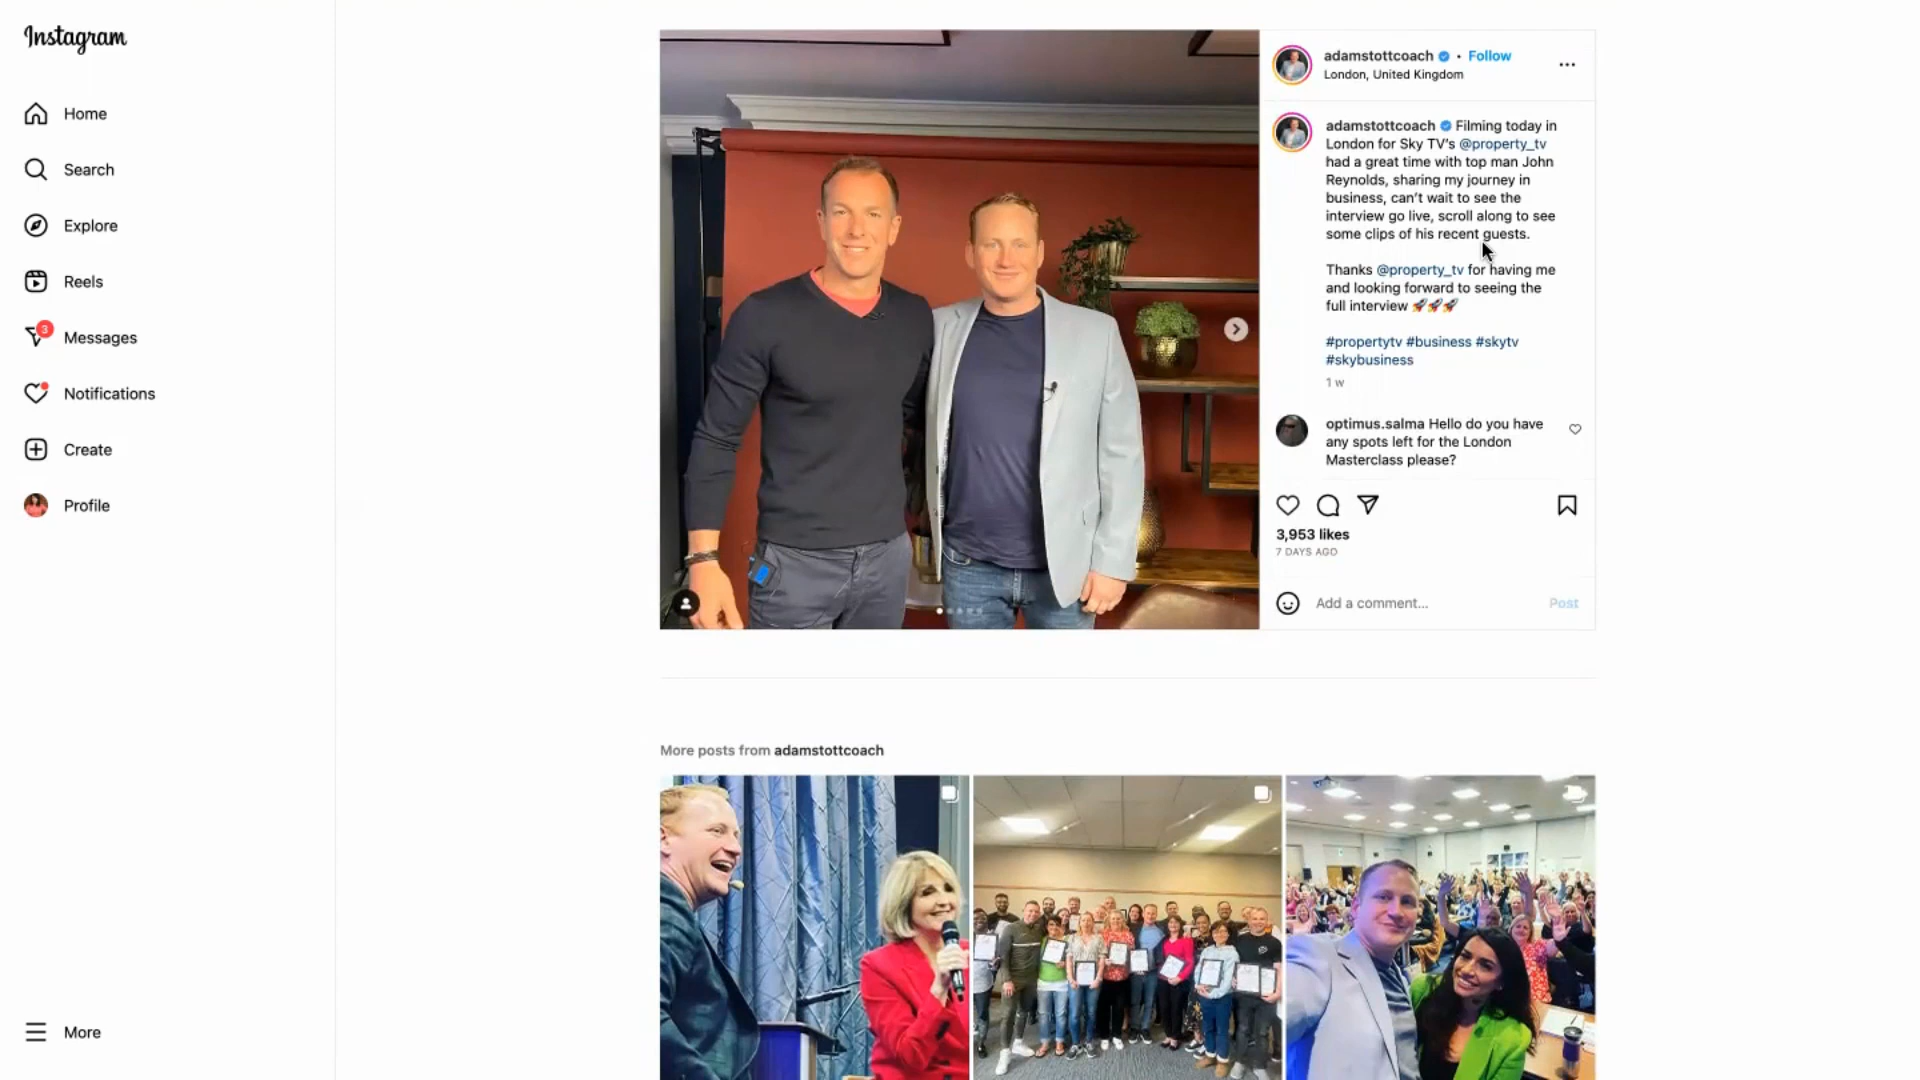 Instagram
Home
Search
Explore
Reels
3
Messages
Notifications
Create
Profile
More
adamstottcoach • Follow
London, United Kingdom
adamstottcoach Filming today in
London for Sky TV's @property_tv
had a great time with top man John
Reynolds, sharing my journey in
business, can't wait to see the
interview go live, scroll along to see
some clips of his recent guests.
Thanks @property_tv for having me
and looking forward to seeing the
full interview 🚀🚀🚀
#propertytv #business #skytv
#skybusiness
1 w
optimus.salma Hello do you have
any spots left for the London
Masterclass please?
3,953 likes
7 DAYS AGO
Add a comment...
Post
More posts from adamstottcoach